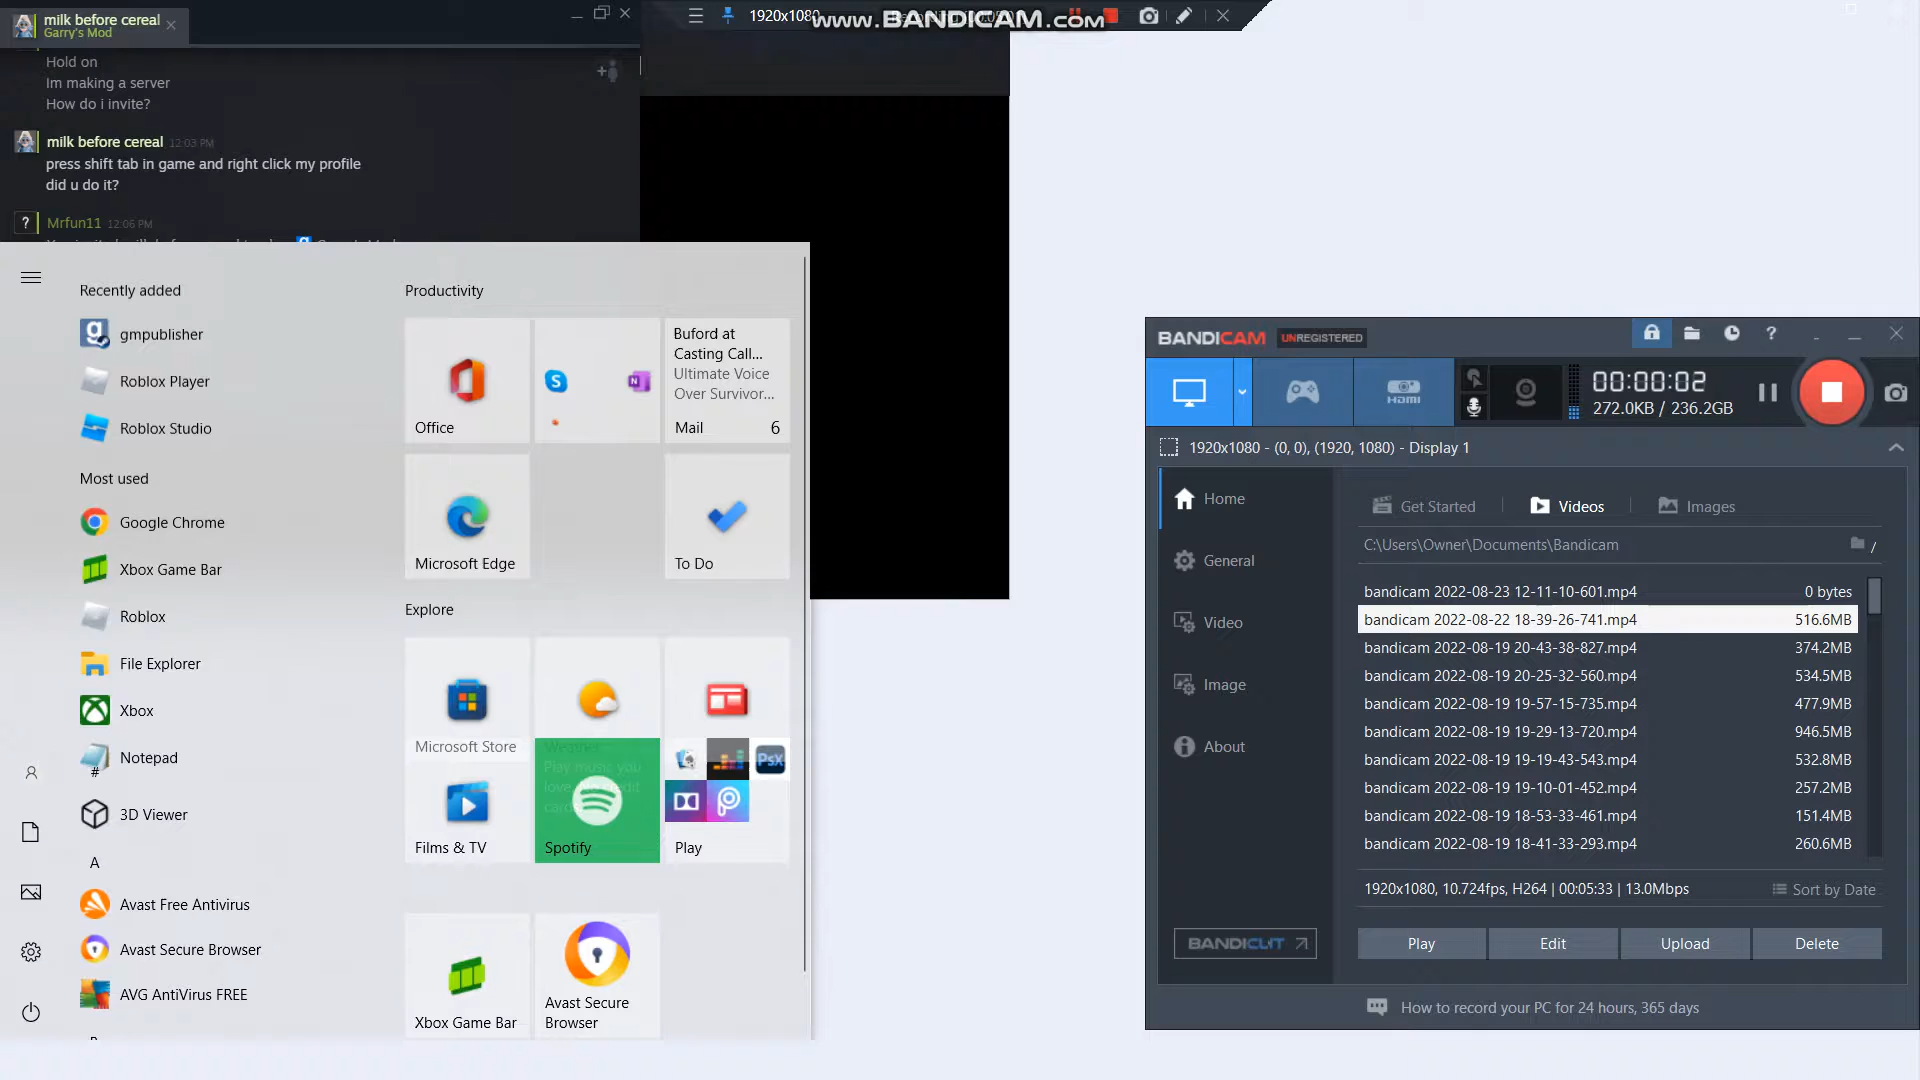 milk before cereal
Garry's Mod
1920x1080
www.BANDICAM.com
Hold on
Im making a server
How do i invite?
milk before cereal 12:03 PM
press shift tab in game and right click my profile
did u do it?
? Mrfun11 12:06 PM
Recently added
gmpublisher
Roblox Player
Roblox Studio
Most used
Google Chrome
Xbox Game Bar
Roblox
File Explorer
Xbox
Notepad
#
3D Viewer
A
Avast Free Antivirus
Avast Secure Browser
AVG AntiVirus FREE
Productivity
Office
Buford at
Casting Call...
Ultimate Voice
Over Survivor...
Mail 6
Microsoft Edge
To Do
Explore
Microsoft Store
Weather
Play music you
PsX
Films & TV
Spotify
Play
Xbox Game Bar
Avast Secure
Browser
BANDICAM UNREGISTERED
?
HDMI
00:00:02
272.0KB / 236.2GB
1920x1080 - (0, 0), (1920, 1080) - Display 1
Home
General
Video
Image
About
BANDICUT
Get Started
Videos
Images
C:\Users\Owner\Documents\Bandicam
/
bandicam 2022-08-23 12-11-10-601.mp4 0 bytes
bandicam 2022-08-22 18-39-26-741.mp4 516.6MB
bandicam 2022-08-19 20-43-38-827.mp4 374.2MB
bandicam 2022-08-19 20-25-32-560.mp4 534.5MB
bandicam 2022-08-19 19-57-15-735.mp4 477.9MB
bandicam 2022-08-19 19-29-13-720.mp4 946.5MB
bandicam 2022-08-19 19-19-43-543.mp4 532.8MB
bandicam 2022-08-19 19-10-01-452.mp4 257.2MB
bandicam 2022-08-19 18-53-33-461.mp4 151.4MB
bandicam 2022-08-19 18-41-33-293.mp4 260.6MB
1920x1080, 10.724fps, H264 | 00:05:33 | 13.0Mbps
Sort by Date
Play
Edit
Upload
Delete
How to record your PC for 24 hours, 365 days